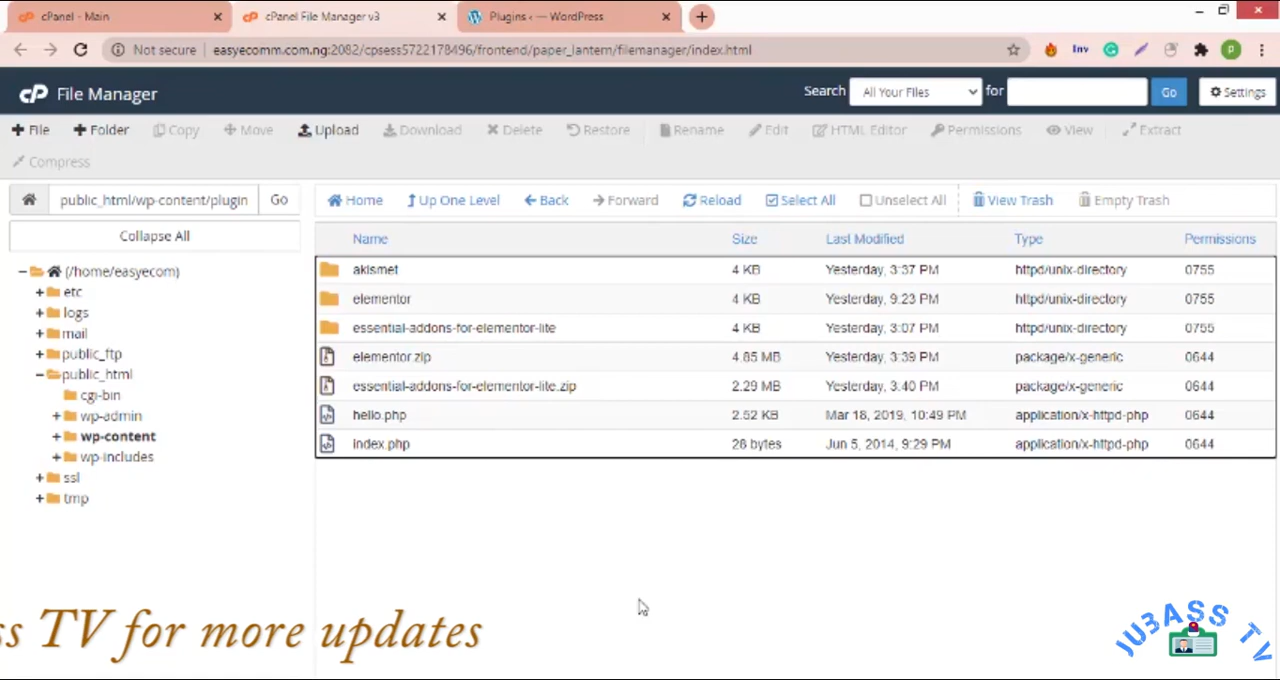 cPanel - Main
cPanel File Manager v3
Plugins ‹ — WordPress
Not secure easyecomm.com.ng:2082/cpsess5722178496/frontend/paper_lantern/filemanager/index.html
Inv
P
cP File Manager
Search All Your Files for Go Settings
File Folder Copy Move Upload Download Delete Restore Rename Edit HTML Editor Permissions View Extract
Compress
public_html/wp-content/plugin Go
Home Up One Level Back Forward Reload Select All Unselect All View Trash Empty Trash
Collapse All
(/home/easyecom)
etc
logs
mail
public_ftp
public_html
cgi-bin
wp-admin
wp-content
wp-includes
ssl
tmp
Name Size Last Modified Type Permissions
akismet 4 KB Yesterday, 3:37 PM httpd/unix-directory 0755
elementor 4 KB Yesterday, 9:23 PM httpd/unix-directory 0755
essential-addons-for-elementor-lite 4 KB Yesterday, 3:07 PM httpd/unix-directory 0755
elementor.zip 4.85 MB Yesterday, 3:39 PM package/x-generic 0644
essential-addons-for-elementor-lite.zip 2.29 MB Yesterday, 3:40 PM package/x-generic 0644
hello.php 2.52 KB Mar 18, 2019, 10:49 PM application/x-httpd-php 0644
index.php 28 bytes Jun 5, 2014, 9:29 PM application/x-httpd-php 0644
ss TV for more updates
JU3ASS TV